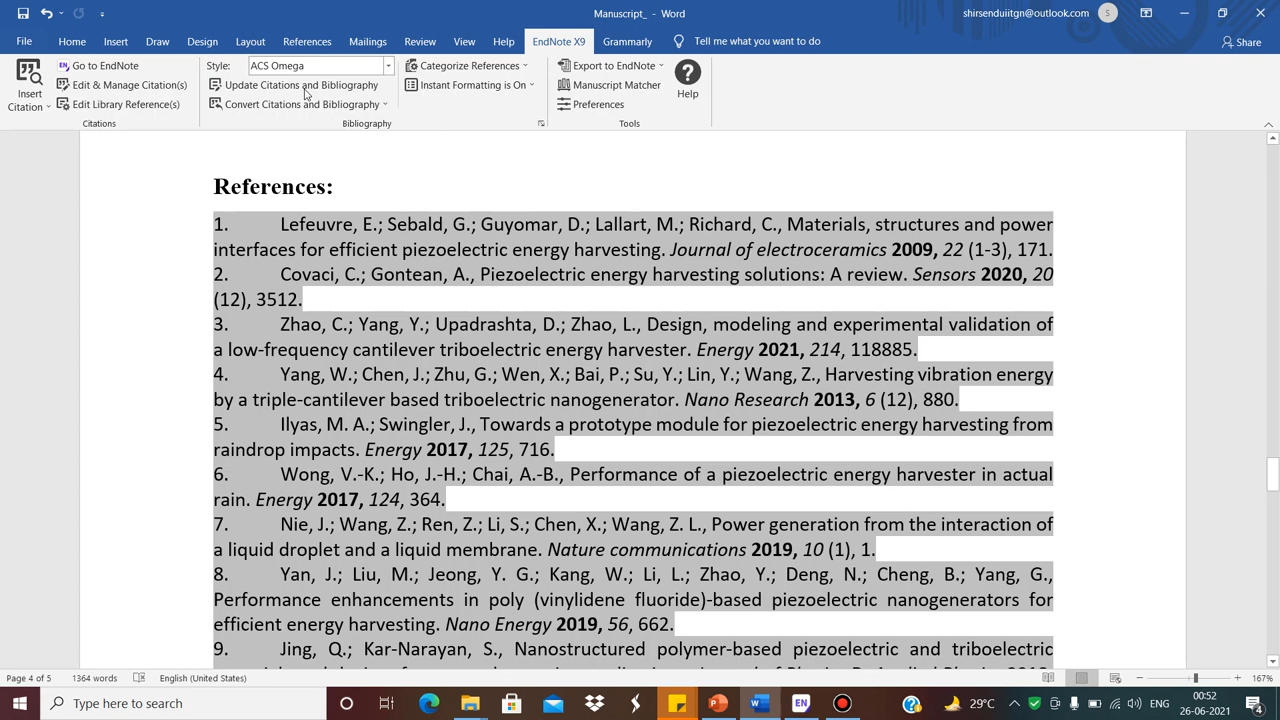 Manuscript_ - Word
shirsenduiitgn@outlook.com
S
File Home Insert Draw Design Layout References Mailings Review View Help EndNote X9 Grammarly Tell me what you want to do Share
Insert
Citation
EN Go to EndNote
Edit & Manage Citation(s)
Edit Library Reference(s)
Citations
Style: ACS Omega
Update Citations and Bibliography
Convert Citations and Bibliography
Categorize References
Instant Formatting is On
Bibliography
Export to EndNote
Manuscript Matcher
Preferences
Tools
Help
References:
1. Lefeuvre, E.; Sebald, G.; Guyomar, D.; Lallart, M.; Richard, C., Materials, structures and power
interfaces for efficient piezoelectric energy harvesting. Journal of electroceramics 2009, 22 (1-3), 171.
2. Covaci, C.; Gontean, A., Piezoelectric energy harvesting solutions: A review. Sensors 2020, 20
(12), 3512.
3. Zhao, C.; Yang, Y.; Upadrashta, D.; Zhao, L., Design, modeling and experimental validation of
a low-frequency cantilever triboelectric energy harvester. Energy 2021, 214, 118885.
4. Yang, W.; Chen, J.; Zhu, G.; Wen, X.; Bai, P.; Su, Y.; Lin, Y.; Wang, Z., Harvesting vibration energy
by a triple-cantilever based triboelectric nanogenerator. Nano Research 2013, 6 (12), 880.
5. Ilyas, M. A.; Swingler, J., Towards a prototype module for piezoelectric energy harvesting from
raindrop impacts. Energy 2017, 125, 716.
6. Wong, V.-K.; Ho, J.-H.; Chai, A.-B., Performance of a piezoelectric energy harvester in actual
rain. Energy 2017, 124, 364.
7. Nie, J.; Wang, Z.; Ren, Z.; Li, S.; Chen, X.; Wang, Z. L., Power generation from the interaction of
a liquid droplet and a liquid membrane. Nature communications 2019, 10 (1), 1.
8. Yan, J.; Liu, M.; Jeong, Y. G.; Kang, W.; Li, L.; Zhao, Y.; Deng, N.; Cheng, B.; Yang, G.,
Performance enhancements in poly (vinylidene fluoride)-based piezoelectric nanogenerators for
efficient energy harvesting. Nano Energy 2019, 56, 662.
9. Jing, Q.; Kar-Narayan, S., Nanostructured polymer-based piezoelectric and triboelectric
Page 4 of 5 1364 words English (United States) 167%
Type here to search
EN
29°C
ENG
00:52
26-06-2021